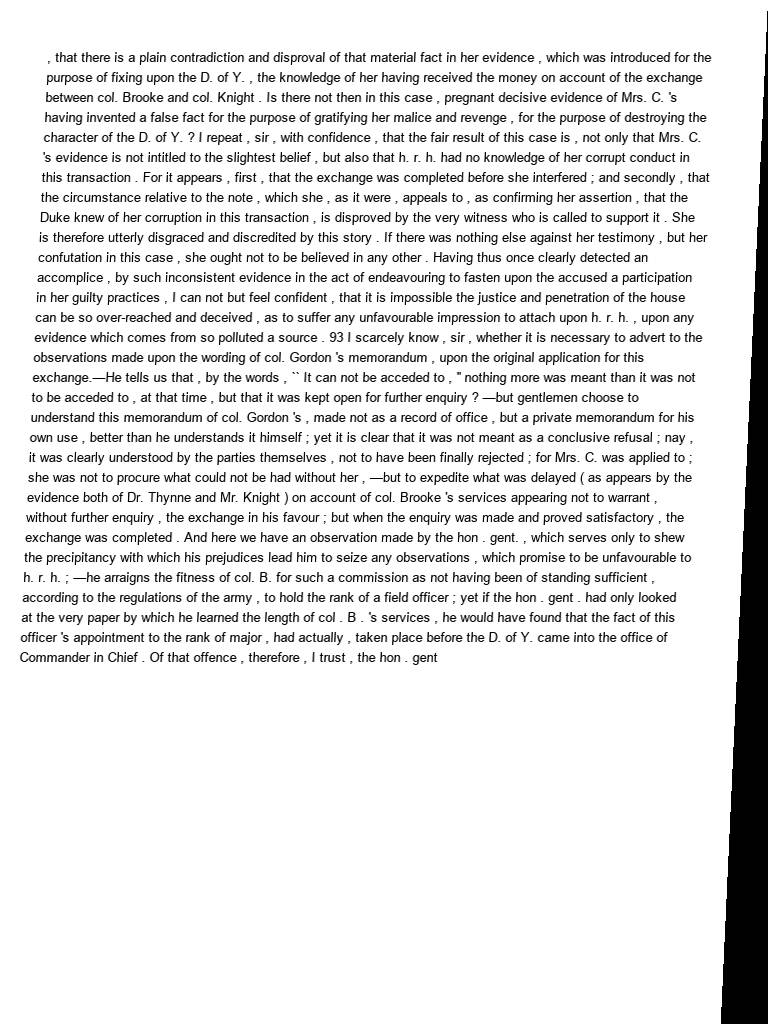 , that there is a plain contradiction and disproval of that material fact in her evidence , which was introduced for the
purpose of fixing upon the D. of Y. , the knowledge of her having received the money on account of the exchange
between col. Brooke and col. Knight . Is there not then in this case , pregnant decisive evidence of Mrs. C. 's
having invented a false fact for the purpose of gratifying her malice and revenge , for the purpose of destroying the
character of the D. of Y. ? I repeat , sir , with confidence , that the fair result of this case is , not only that Mrs. C.
's evidence is not intitled to the slightest belief , but also that h. r. h. had no knowledge of her corrupt conduct in
this transaction . For it appears , first , that the exchange was completed before she interfered ; and secondly , that
the circumstance relative to the note , which she , as it were , appeals to , as confirming her assertion , that the
Duke knew of her corruption in this transaction , is disproved by the very witness who is called to support it . She
is therefore utterly disgraced and discredited by this story . If there was nothing else against her testimony , but her
confutation in this case , she ought not to be believed in any other . Having thus once clearly detected an
accomplice , by such inconsistent evidence in the act of endeavouring to fasten upon the accused a participation
in her guilty practices , I can not but feel confident , that it is impossible the justice and penetration of the house
can be so over-reached and deceived , as to suffer any unfavourable impression to attach upon h. r. h. , upon any
evidence which comes from so polluted a source . 93 I scarcely know , sir , whether it is necessary to advert to the
observations made upon the wording of col. Gordon 's memorandum , upon the original application for this
exchange.—He tells us that , by the words , `` It can not be acceded to , " nothing more was meant than it was not
to be acceded to , at that time , but that it was kept open for further enquiry ? —but gentlemen choose to
understand this memorandum of col. Gordon 's , made not as a record of office , but a private memorandum for his
own use , better than he understands it himself ; yet it is clear that it was not meant as a conclusive refusal ; nay ,
it was clearly understood by the parties themselves , not to have been finally rejected ; for Mrs. C. was applied to ;
she was not to procure what could not be had without her , —but to expedite what was delayed ( as appears by the
evidence both of Dr. Thynne and Mr. Knight ) on account of col. Brooke 's services appearing not to warrant ,
without further enquiry , the exchange in his favour ; but when the enquiry was made and proved satisfactory , the
exchange was completed . And here we have an observation made by the hon . gent. , which serves only to shew
the precipitancy with which his prejudices lead him to seize any observations , which promise to be unfavourable to
h. r. h. ; —he arraigns the fitness of col. B. for such a commission as not having been of standing sufficient ,
according to the regulations of the army , to hold the rank of a field officer ; yet if the hon . gent . had only looked
at the very paper by which he learned the length of col . B . 's services , he would have found that the fact of this
officer 's appointment to the rank of major , had actually , taken place before the D. of Y. came into the office of
Commander in Chief . Of that offence , therefore , I trust , the hon . gent